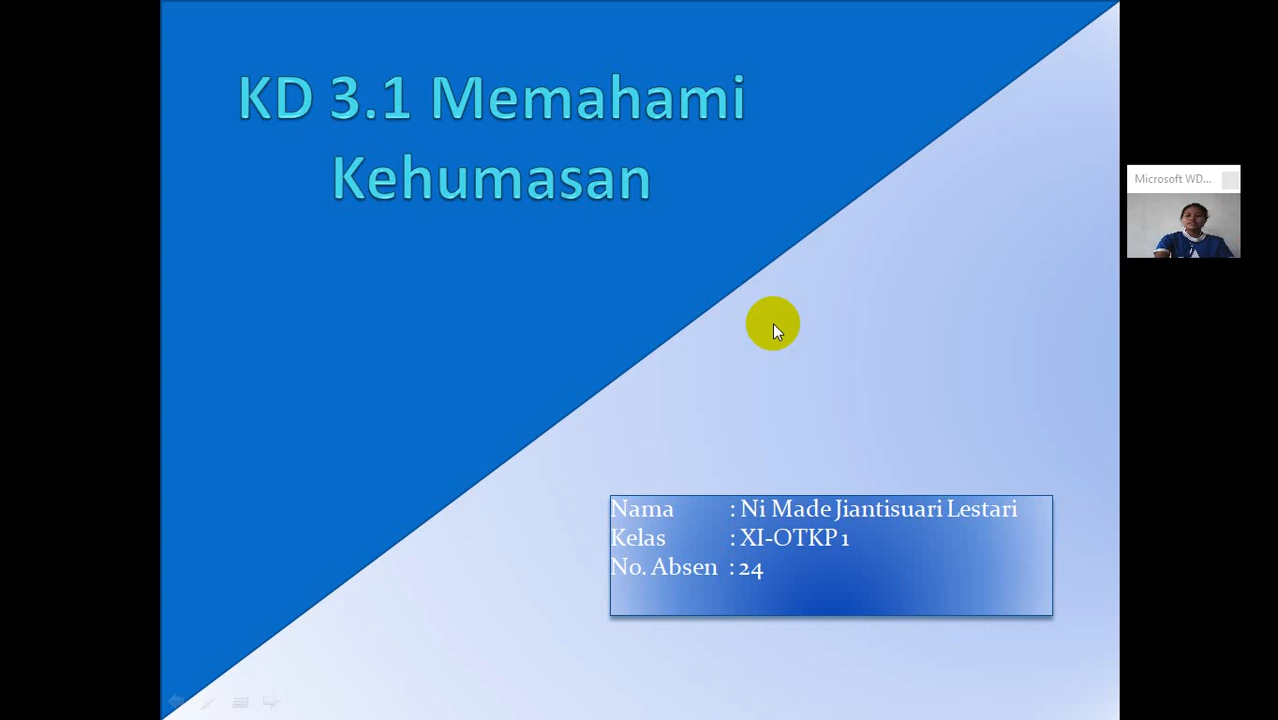 KD 3.1 Memahami
Kehumasan
Microsoft WD...
Nama : Ni Made Jiantisuari Lestari
Kelas : XI-OTKP 1
No. Absen : 24